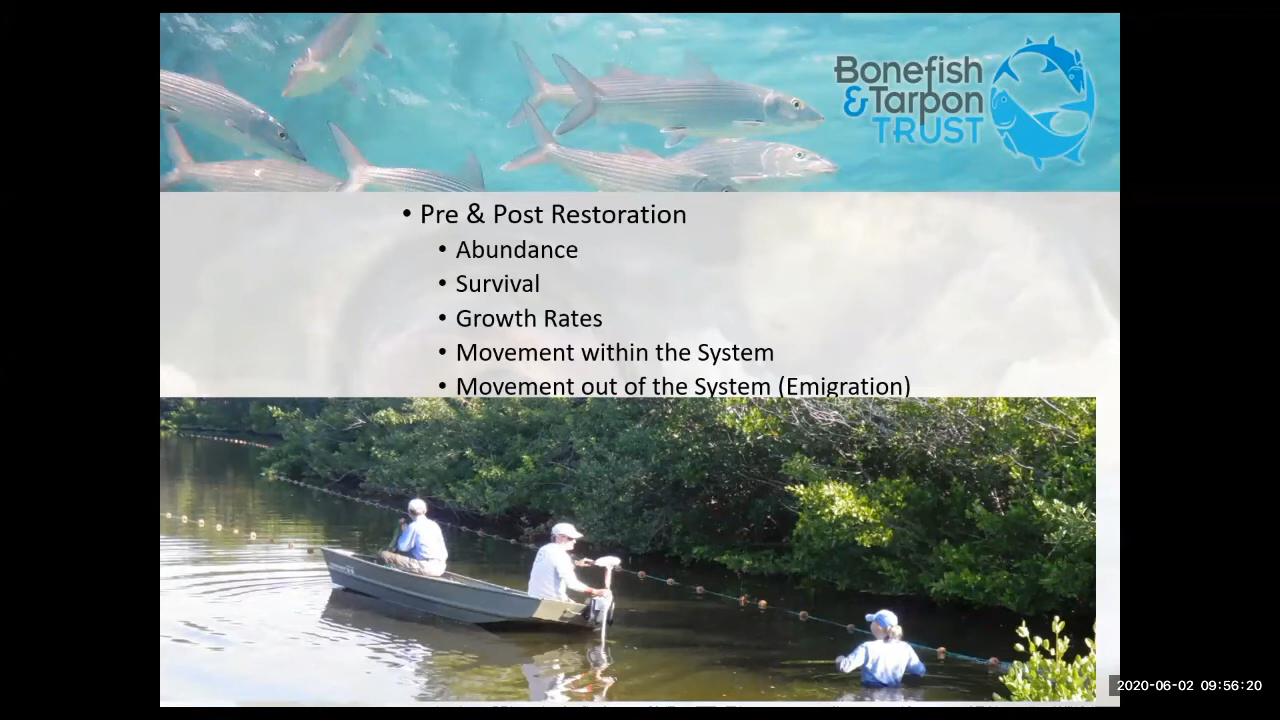 Bonefish
& Tarpon
TRUST
• Pre & Post Restoration
• Abundance
• Survival
• Growth Rates
• Movement within the System
• Movement out of the System (Emigration)
2020-06-02 09:56:20